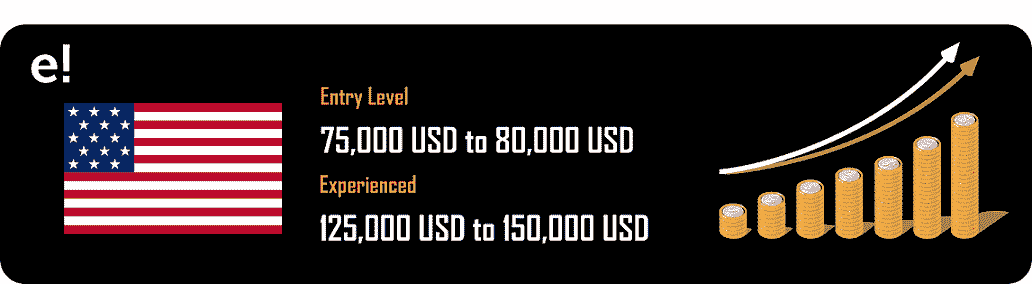 e!
Entry Level
75,000 USD to 80,000 USD
Experienced
125,000 USD to 150,000 USD